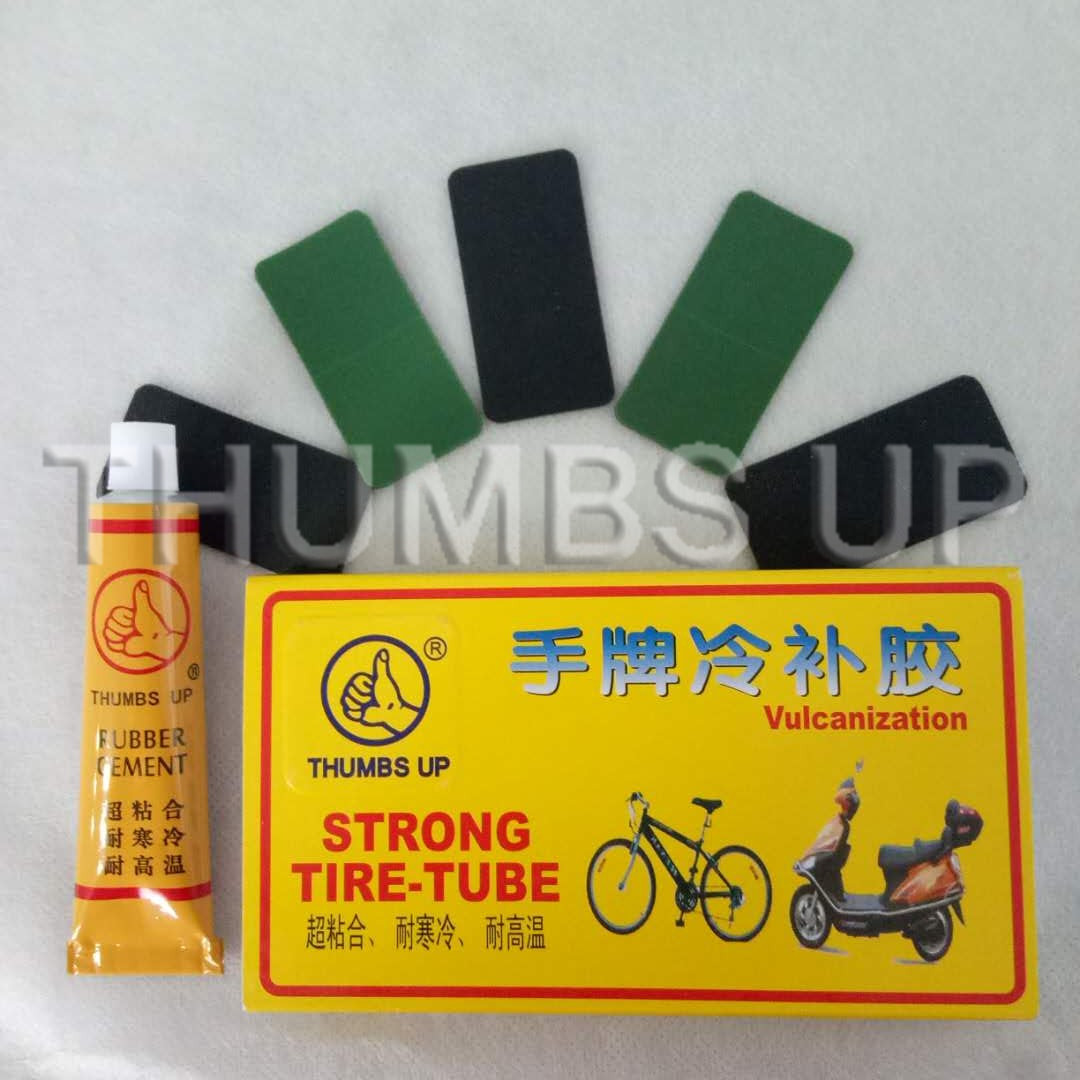 THUMBS UP
®
THUMBS UP
RUBBER
CEMENT
超粘合
耐寒冷
耐高温
®
THUMBS UP
手牌冷补胶
Vulcanization
STRONG
TIRE-TUBE
超粘合、耐寒冷、耐高温